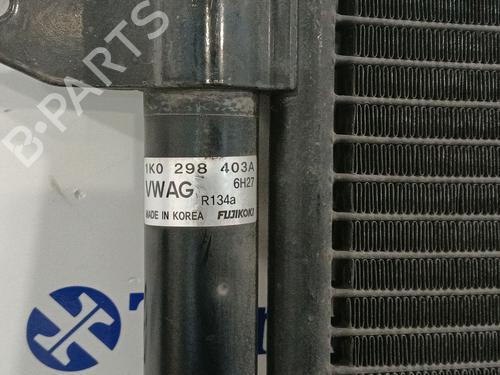 B-PARTS
1K0 298 403A
VWAG 6H27
R134a
MADE IN KOREA FUJIKOKI